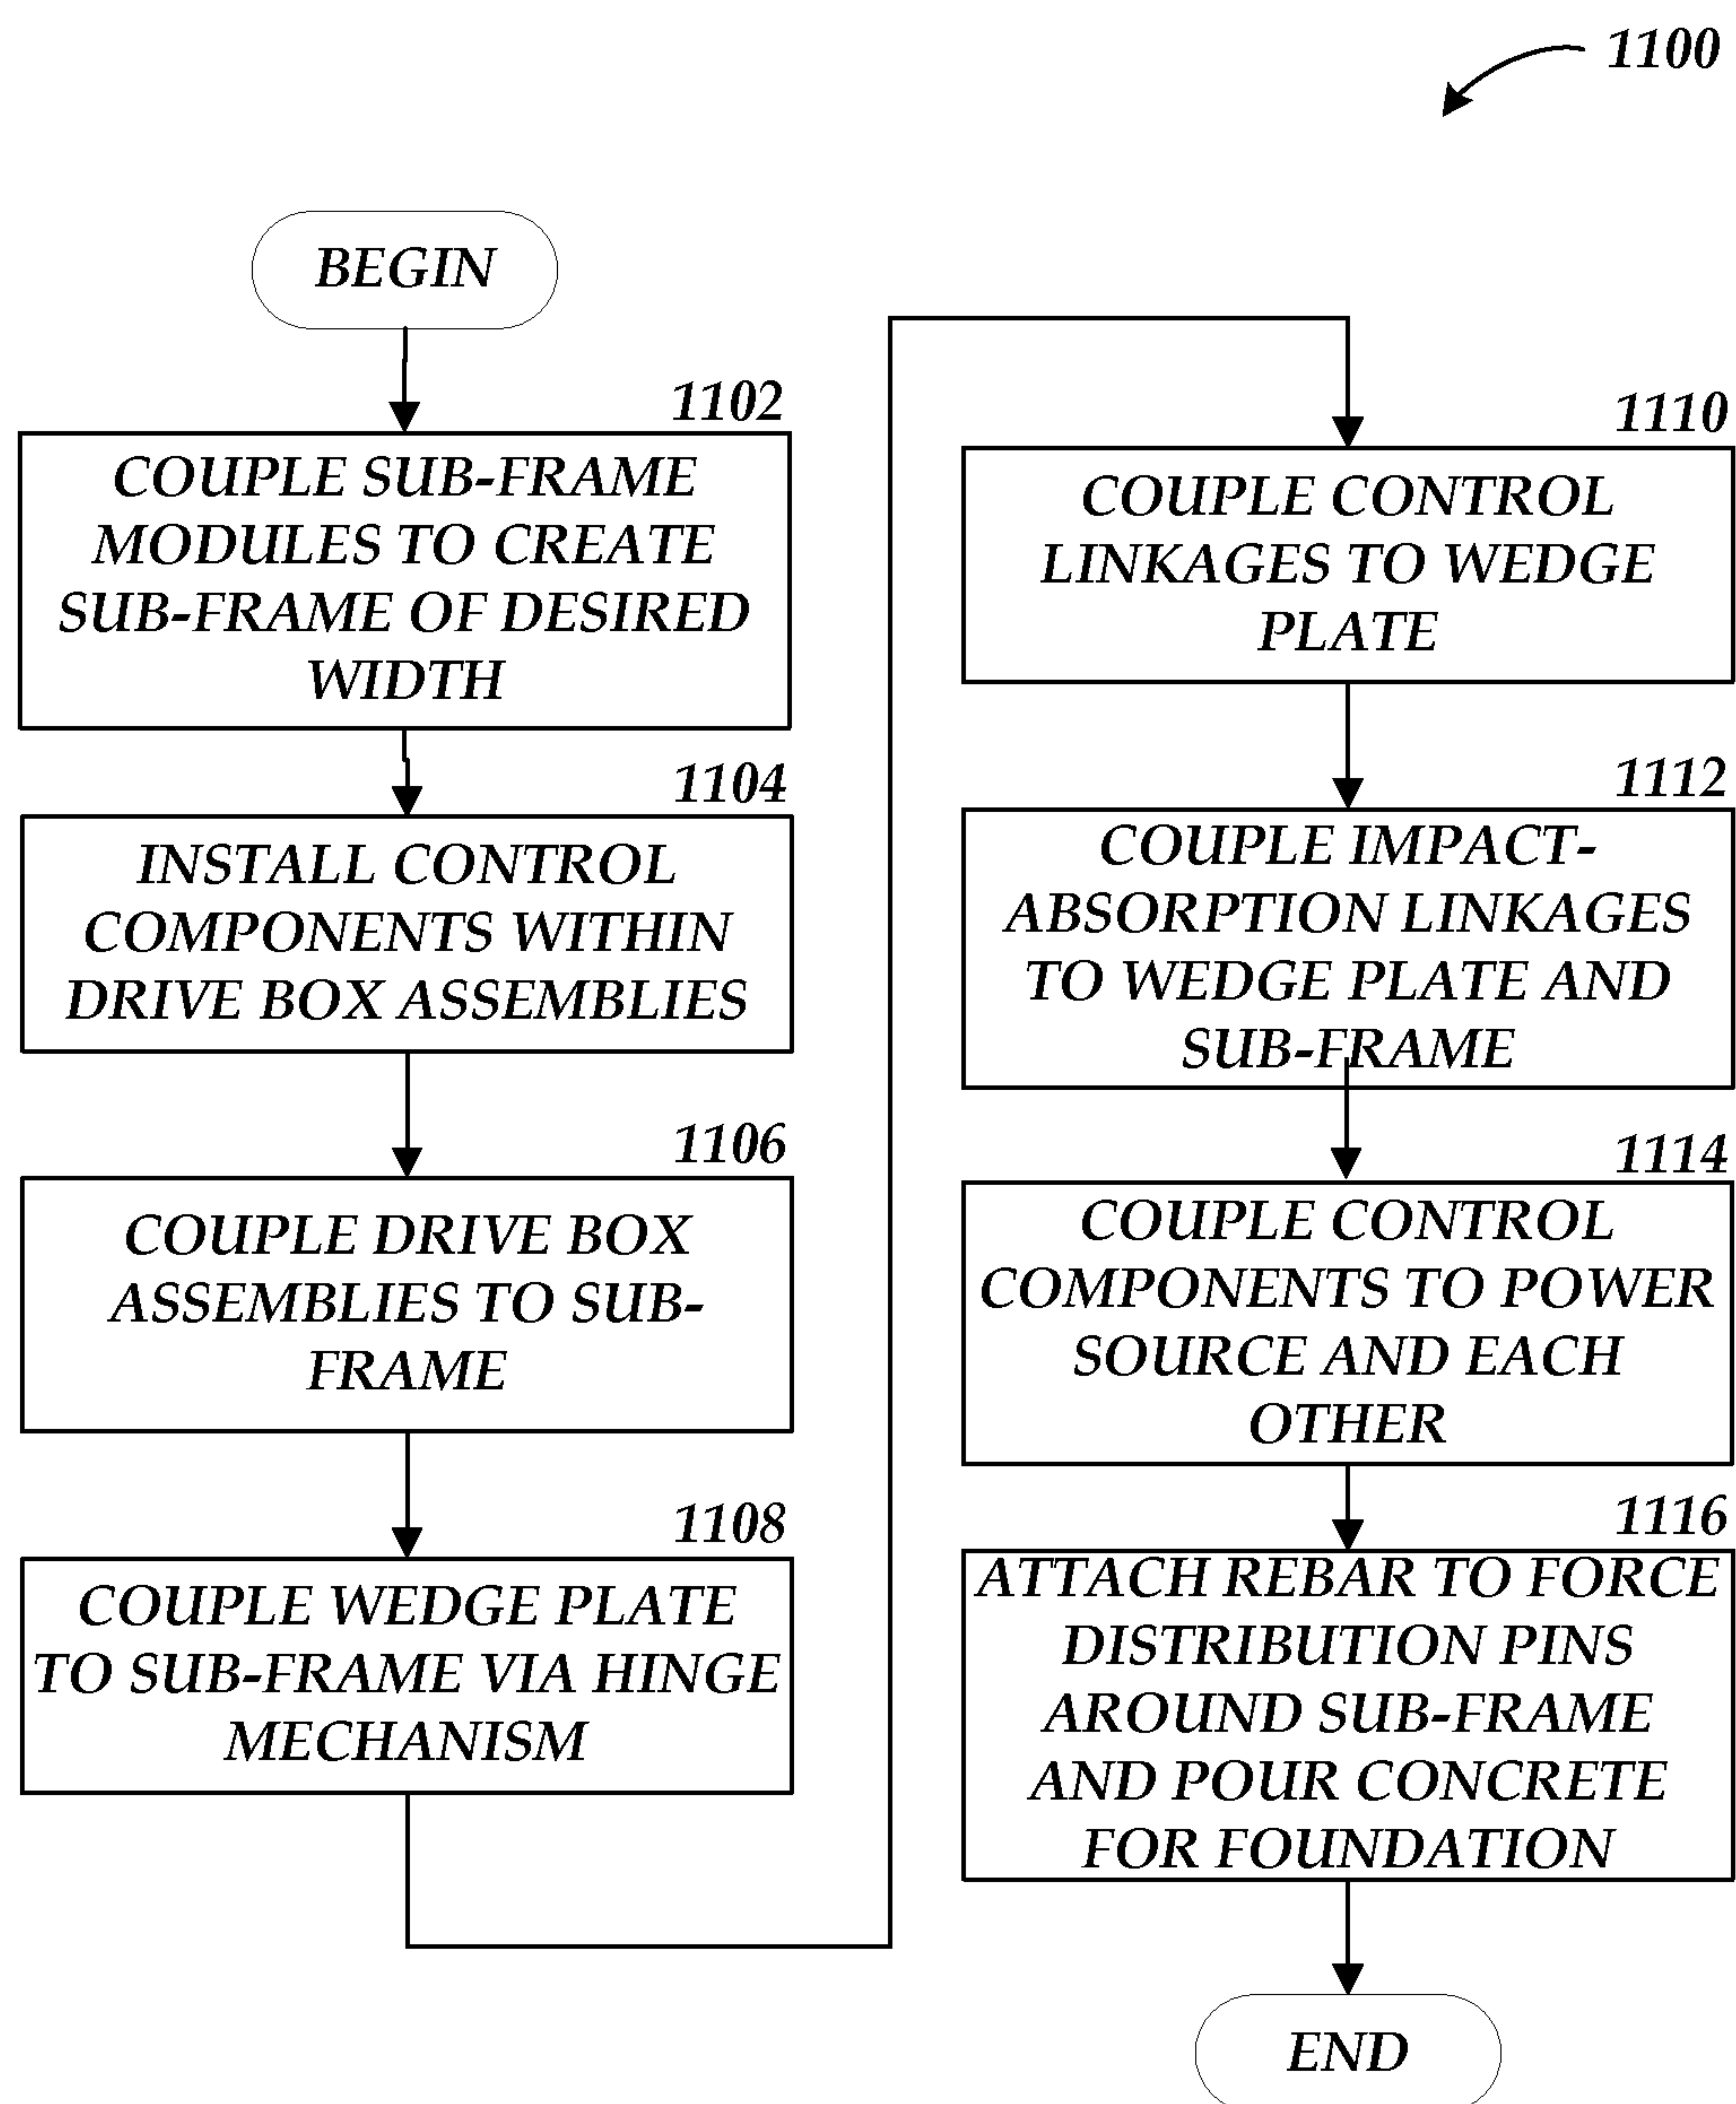 1100
BEGIN
1102
COUPLE SUB-FRAME
MODULES TO CREATE
SUB-FRAME OF DESIRED
WIDTH
1104
INSTALL CONTROL
COMPONENTS WITHIN
DRIVE BOX ASSEMBLIES
1106
COUPLE DRIVE BOX
ASSEMBLIES TO SUB-
FRAME
1108
COUPLE WEDGE PLATE
TO SUB-FRAME VIA HINGE
MECHANISM
1110
COUPLE CONTROL
LINKAGES TO WEDGE
PLATE
1112
COUPLE IMPACT-
ABSORPTION LINKAGES
TO WEDGE PLATE AND
SUB-FRAME
1114
COUPLE CONTROL
COMPONENTS TO POWER
SOURCE AND EACH
OTHER
1116
ATTACH REBAR TO FORCE
DISTRIBUTION PINS
AROUND SUB-FRAME
AND POUR CONCRETE
FOR FOUNDATION
END